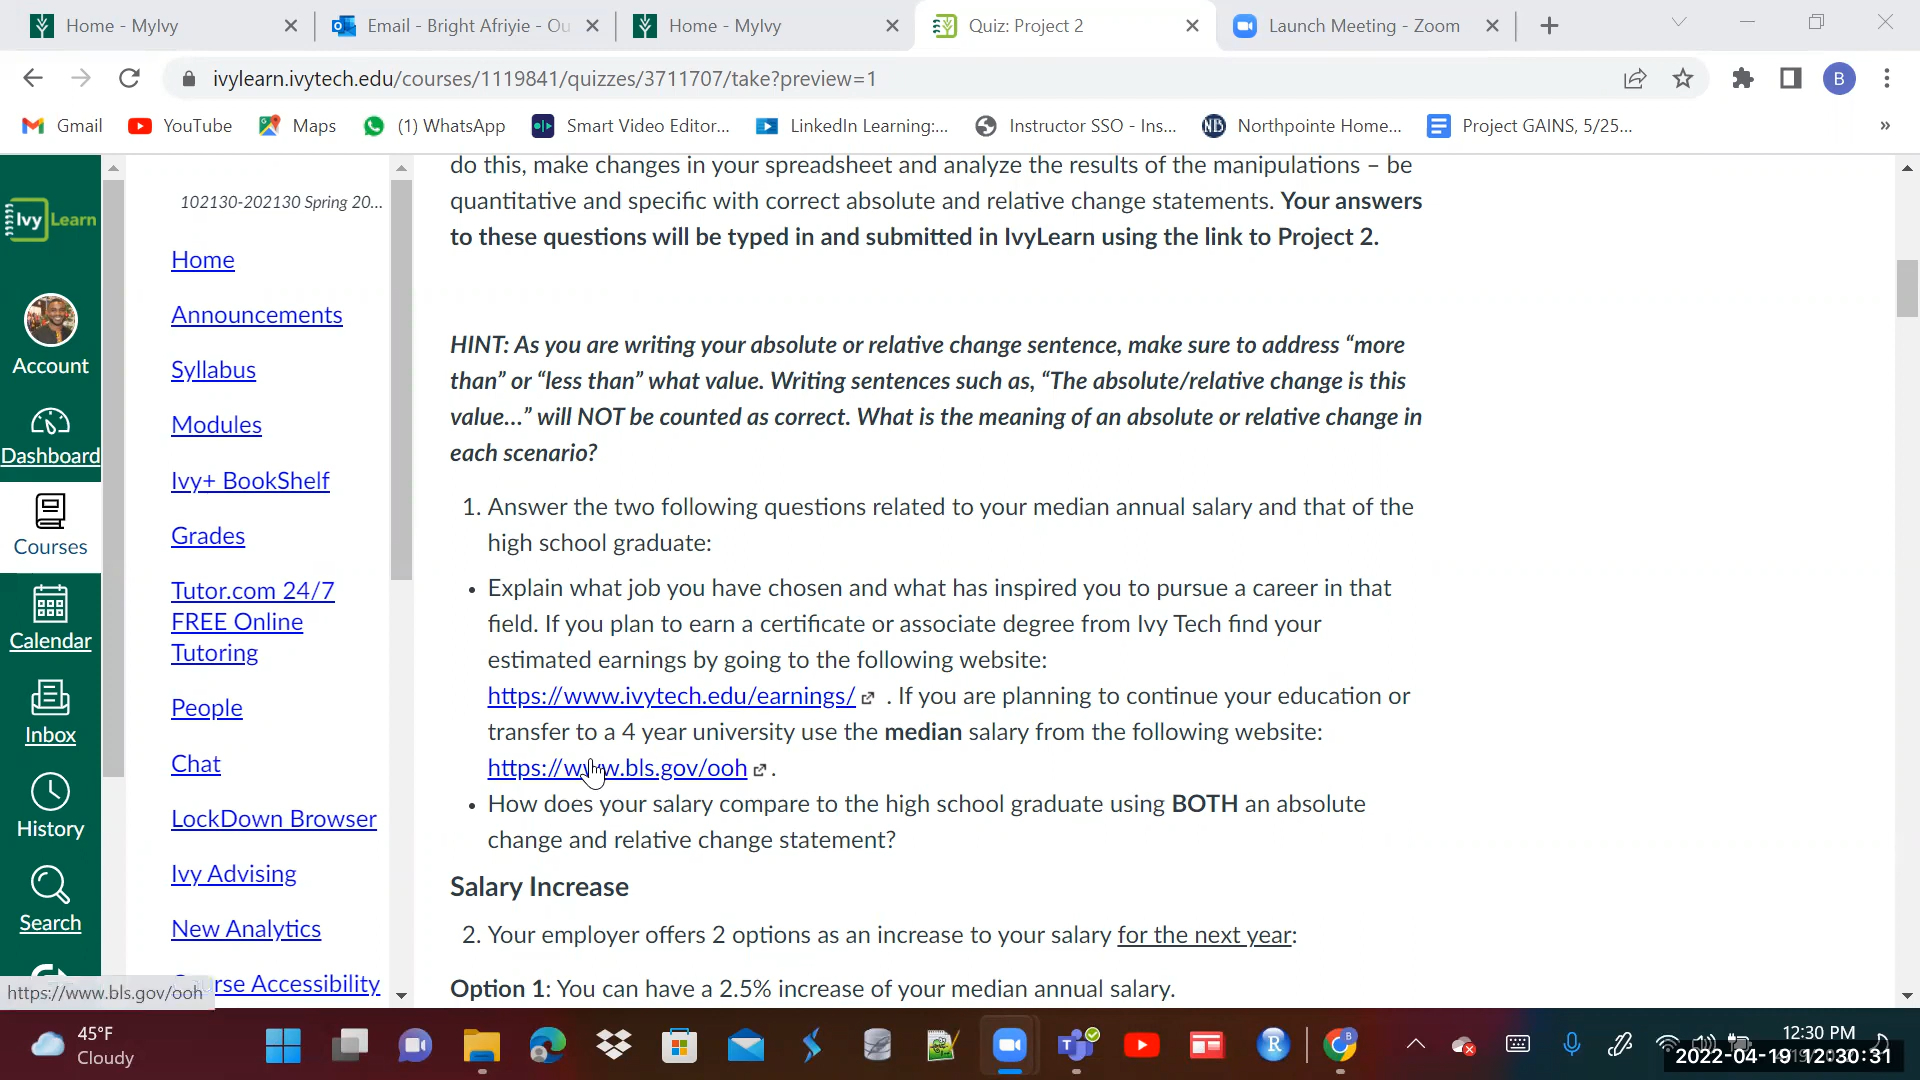 Home - MyIvy
Email - Bright Afriyie - Ou
Home - MyIvy
Quiz: Project 2
Launch Meeting - Zoom
ivylearn.ivytech.edu/courses/1119841/quizzes/3711707/take?preview=1
B
Gmail
YouTube
Maps
(1) WhatsApp
Smart Video Editor...
LinkedIn Learning:...
Instructor SSO - Ins...
NB
Northpointe Home...
Project GAINS, 5/25...
»
Ivy Learn
Account
Dashboard
Courses
Calendar
Inbox
History
Search
102130-202130 Spring 20...
Home
Announcements
Syllabus
Modules
Ivy+ BookShelf
Grades
Tutor.com 24/7
FREE Online
Tutoring
People
Chat
LockDown Browser
Ivy Advising
New Analytics
rse Accessibility
https://www.bls.gov/ooh
do this, make changes in your spreadsheet and analyze the results of the manipulations – be
quantitative and specific with correct absolute and relative change statements. Your answers
to these questions will be typed in and submitted in IvyLearn using the link to Project 2.
HINT: As you are writing your absolute or relative change sentence, make sure to address “more
than” or “less than” what value. Writing sentences such as, “The absolute/relative change is this
value...” will NOT be counted as correct. What is the meaning of an absolute or relative change in
each scenario?
1. Answer the two following questions related to your median annual salary and that of the
high school graduate:
• Explain what job you have chosen and what has inspired you to pursue a career in that
field. If you plan to earn a certificate or associate degree from Ivy Tech find your
estimated earnings by going to the following website:
https://www.ivytech.edu/earnings/ . If you are planning to continue your education or
transfer to a 4 year university use the median salary from the following website:
https://www.bls.gov/ooh .
• How does your salary compare to the high school graduate using BOTH an absolute
change and relative change statement?
Salary Increase
2. Your employer offers 2 options as an increase to your salary for the next year:
Option 1: You can have a 2.5% increase of your median annual salary.
45°F
Cloudy
12:30 PM
2022-04-19 12:30:31